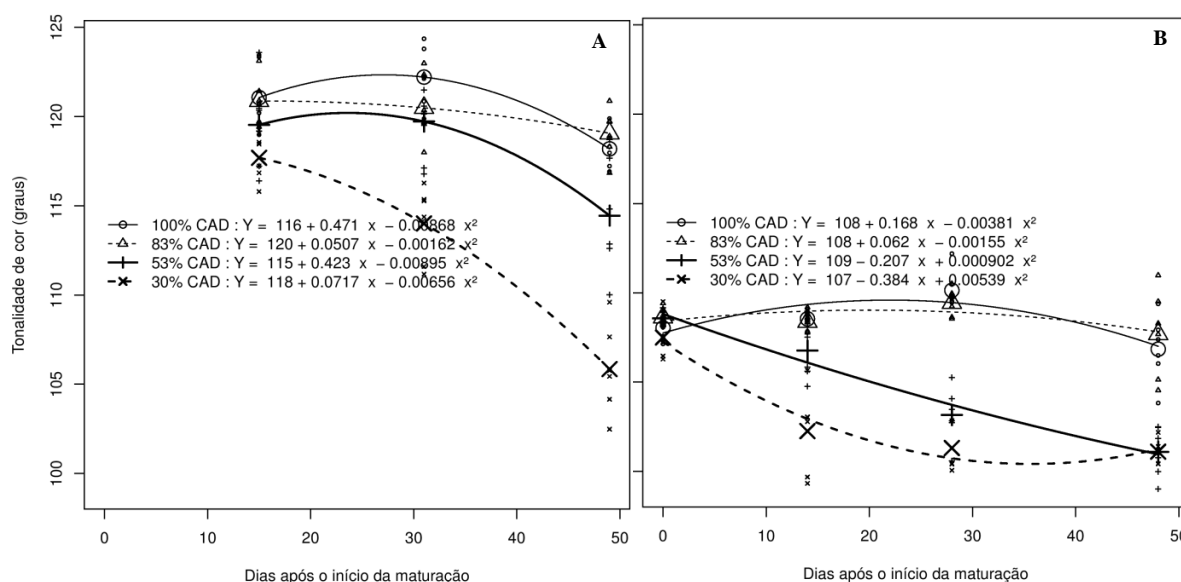 A
B
125
120
115
110
105
100
Tonalidade de cor (graus)
100% CAD : Y = 116 + 0.471 x − 0.00868 x²
83% CAD : Y = 120 + 0.0507 x − 0.00162 x²
53% CAD : Y = 115 + 0.423 x − 0.00895 x²
30% CAD : Y = 118 + 0.0717 x − 0.00656 x²
100% CAD : Y = 108 + 0.168 x − 0.00381 x²
83% CAD : Y = 108 + 0.062 x − 0.00155 x²
53% CAD : Y = 109 − 0.207 x + 0.000902 x²
30% CAD : Y = 107 − 0.384 x + 0.00539 x²
0 10 20 30 40 50
0 10 20 30 40 50
Dias após o início da maturação
Dias após o início da maturação